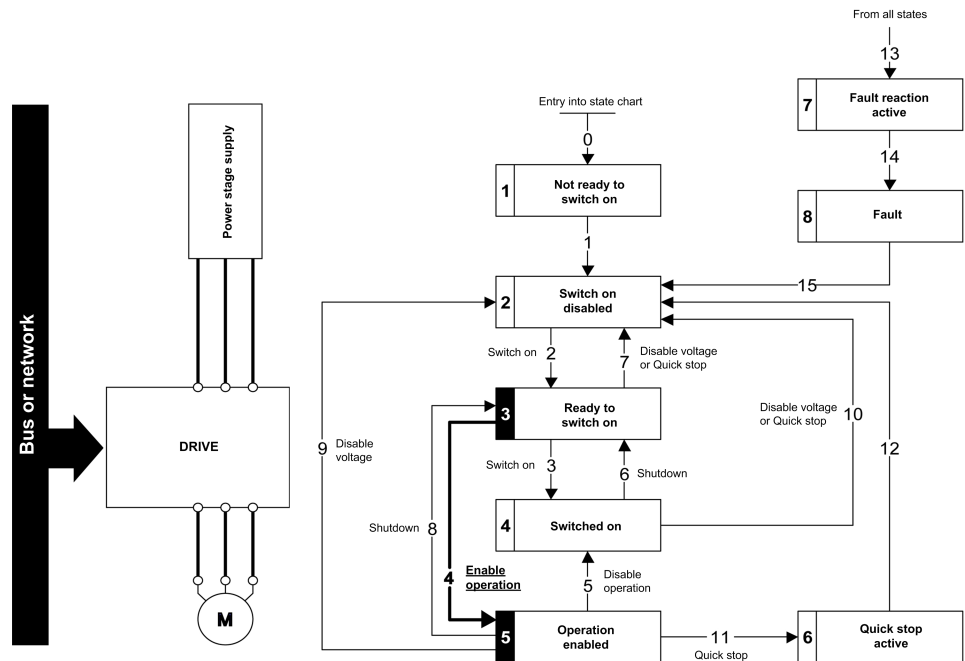 From all states
13
7
Fault reaction
active
14
8
Fault
15
Entry into state chart
0
1
Not ready to
switch on
1
2
Switch on
disabled
Switch on
2
7
Disable voltage
or Quick stop
3
Ready to
switch on
Switch on
3
6
Shutdown
4
Switched on
Disable voltage
or Quick stop
10
12
9
Disable
voltage
Shutdown
8
4
Enable
operation
5
Disable
operation
5
Operation
enabled
11
Quick stop
6
Quick stop
active
Bus or network
Power stage supply
DRIVE
M